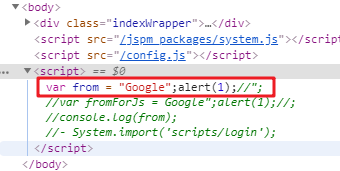 ▼<body>
▶<div class="indexWrapper">…</div>
<script src="/jspm_packages/system.js"></script>
<script src="/config.js"></script>
▼<script> == $0
var from = "Google";alert(1);//";
//var fromForJs = Google";alert(1);//;
//console.log(from);
//- System.import('scripts/login');
</script>
</body>